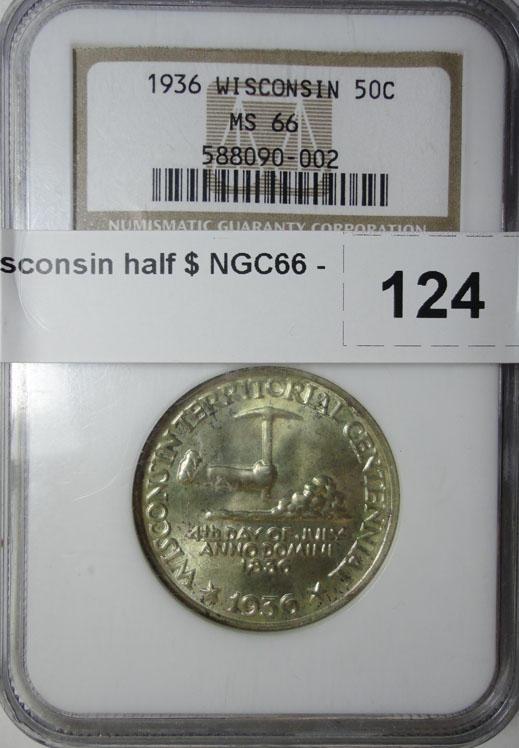 1936 WISCONSIN 50C
MS 66
588090-002
NUMISMATIC GUARANTY CORPORATION
sconsin half $ NGC66 -
124
WISCONSIN TERRITORIAL CENTENNIAL
4th DAY OF JULY
ANNO DOMINI
1836
1936